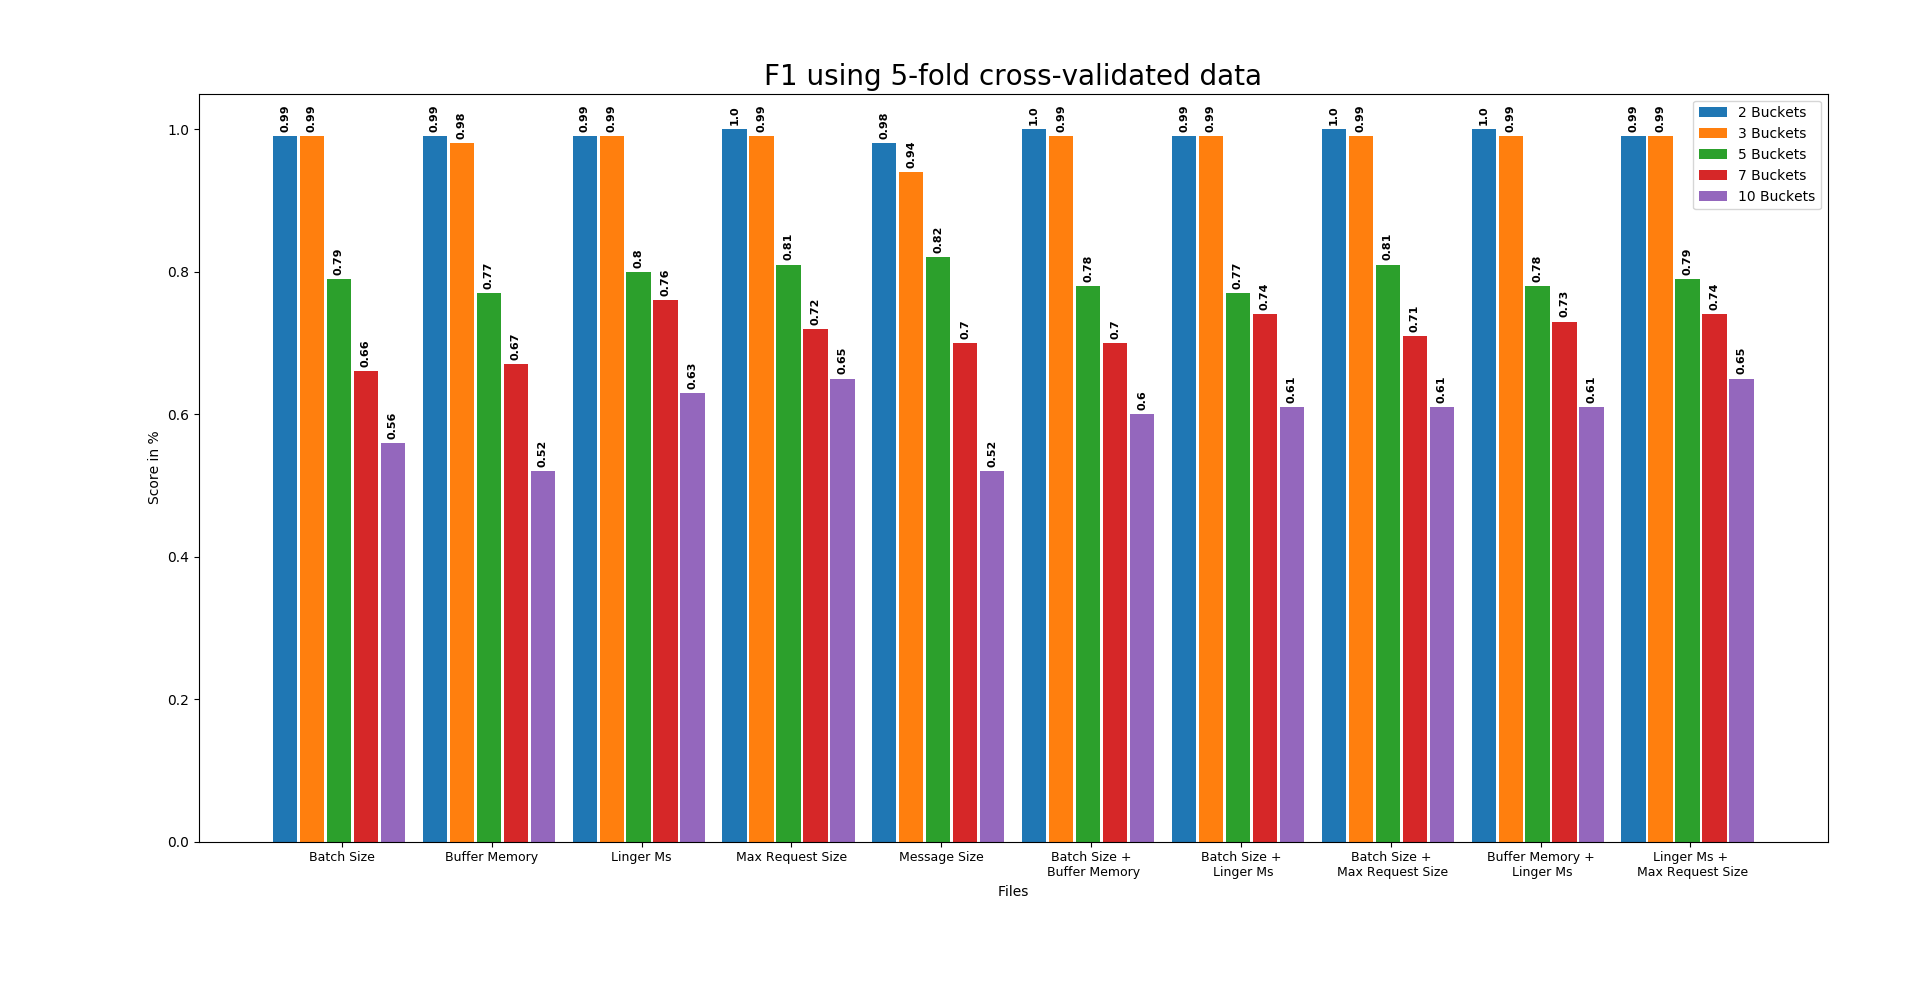 F1 using 5-fold cross-validated data
2 Buckets
3 Buckets
5 Buckets
7 Buckets
10 Buckets
Score in %
1.0
0.8
0.6
0.4
0.2
0.0
0.99 0.99 0.79 0.66 0.56
0.99 0.98 0.77 0.67 0.52
0.99 0.99 0.8 0.76 0.63
1.0 0.99 0.81 0.72 0.65
0.98 0.94 0.82 0.7 0.52
1.0 0.99 0.78 0.7 0.6
0.99 0.99 0.77 0.74 0.61
1.0 0.99 0.81 0.71 0.61
1.0 0.99 0.78 0.73 0.61
0.99 0.99 0.79 0.74 0.65
Batch Size
Buffer Memory
Linger Ms
Max Request Size
Message Size
Batch Size +
Buffer Memory
Batch Size +
Linger Ms
Batch Size +
Max Request Size
Buffer Memory +
Linger Ms
Linger Ms +
Max Request Size
Files